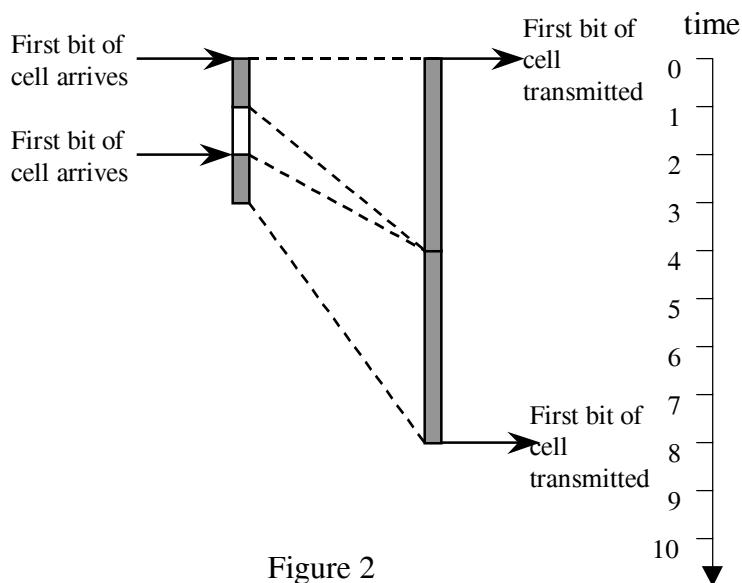 First bit of
cell arrives
First bit of
cell
transmitted
time
0
1
First bit of
cell arrives
2
3
4
5
6
7
First bit of
cell
transmitted
8
9
10
Figure 2